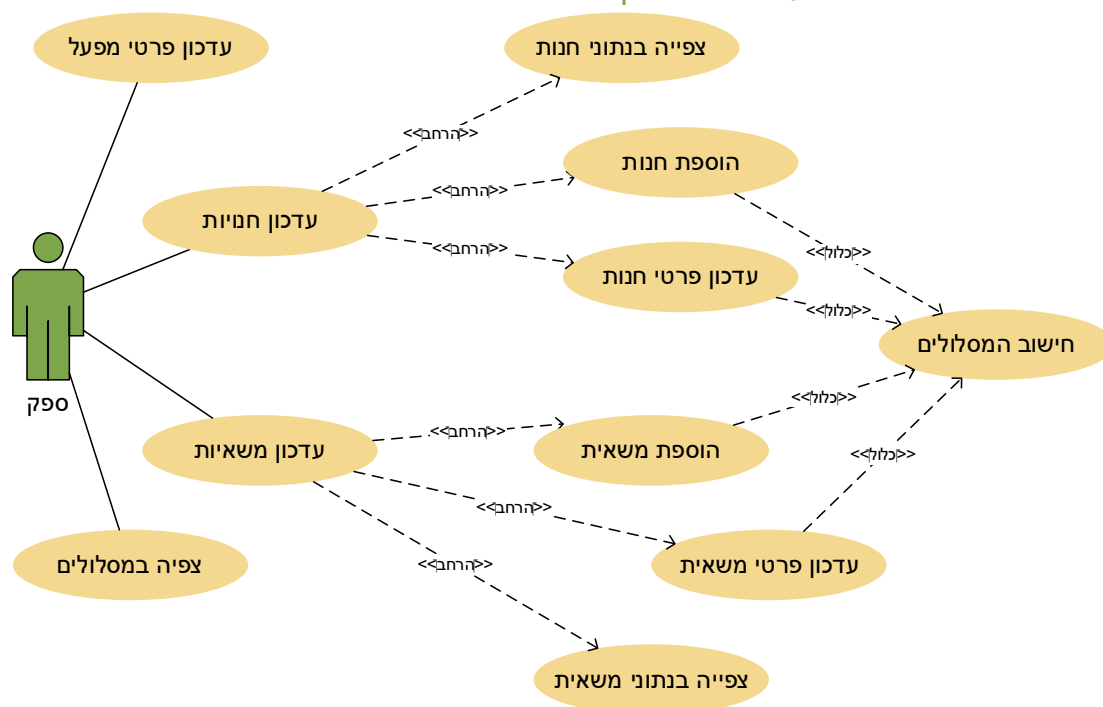 עדכון פרטי מפעל
צפייה בנתוני חנות
<<הרחב>>
הוספת חנות
<<הרחב>>
עדכון חנויות
<<הרחב>>
<<כלול>>
עדכון פרטי חנות
<<כלול>>
חישוב המסלולים
ספק
<<כלול>>
<<הרחב>>
עדכון משאיות
הוספת משאית
<<כלול>>
<<הרחב>>
צפיה במסלולים
<<הרחב>>
עדכון פרטי משאית
צפייה בנתוני משאית